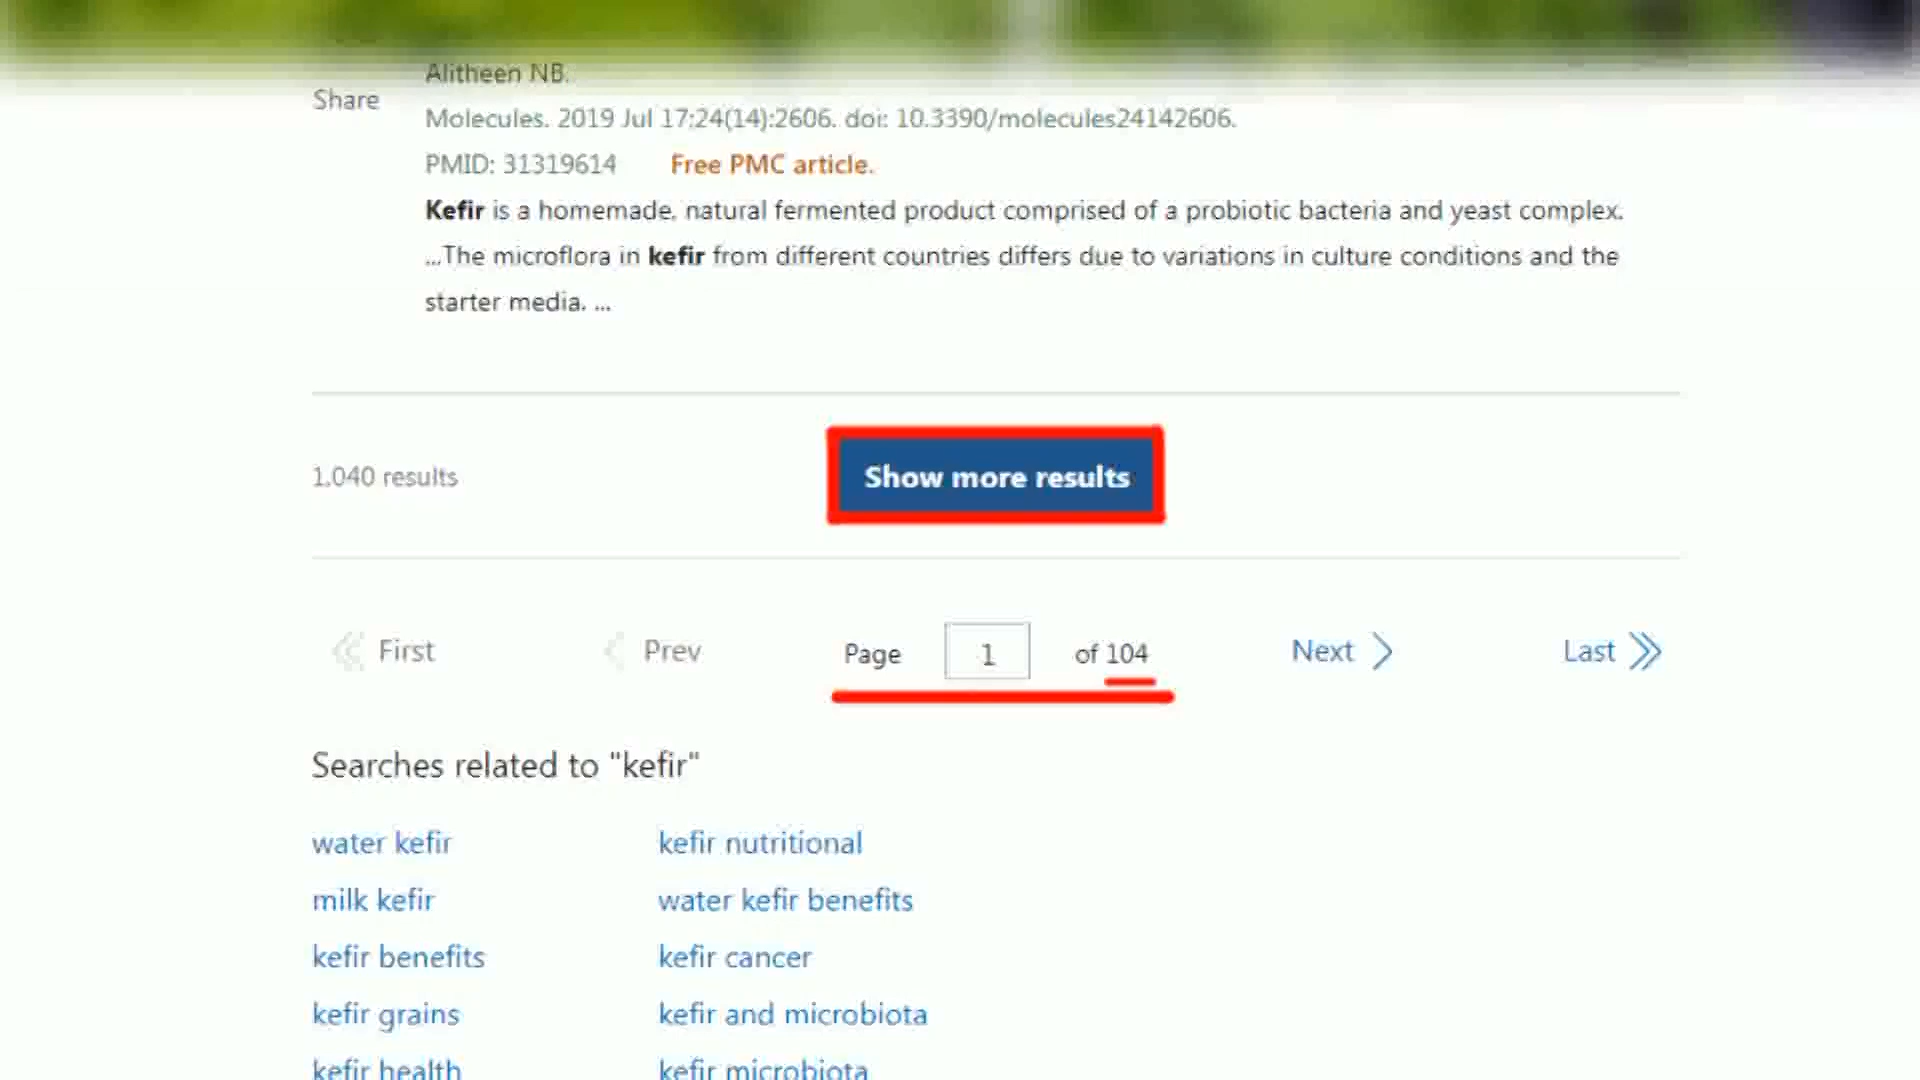 Alitheen NB.
Share
Molecules. 2019 Jul 17;24(14):2606. doi: 10.3390/molecules24142606.
PMID: 31319614 Free PMC article.
Kefir is a homemade, natural fermented product comprised of a probiotic bacteria and yeast complex.
...The microflora in kefir from different countries differs due to variations in culture conditions and the
starter media. ...
1,040 results
Show more results
First Prev Page 1 of 104 Next Last
Searches related to "kefir"
water kefir kefir nutritional
milk kefir water kefir benefits
kefir benefits kefir cancer
kefir grains kefir and microbiota
kefir health kefir microbiota